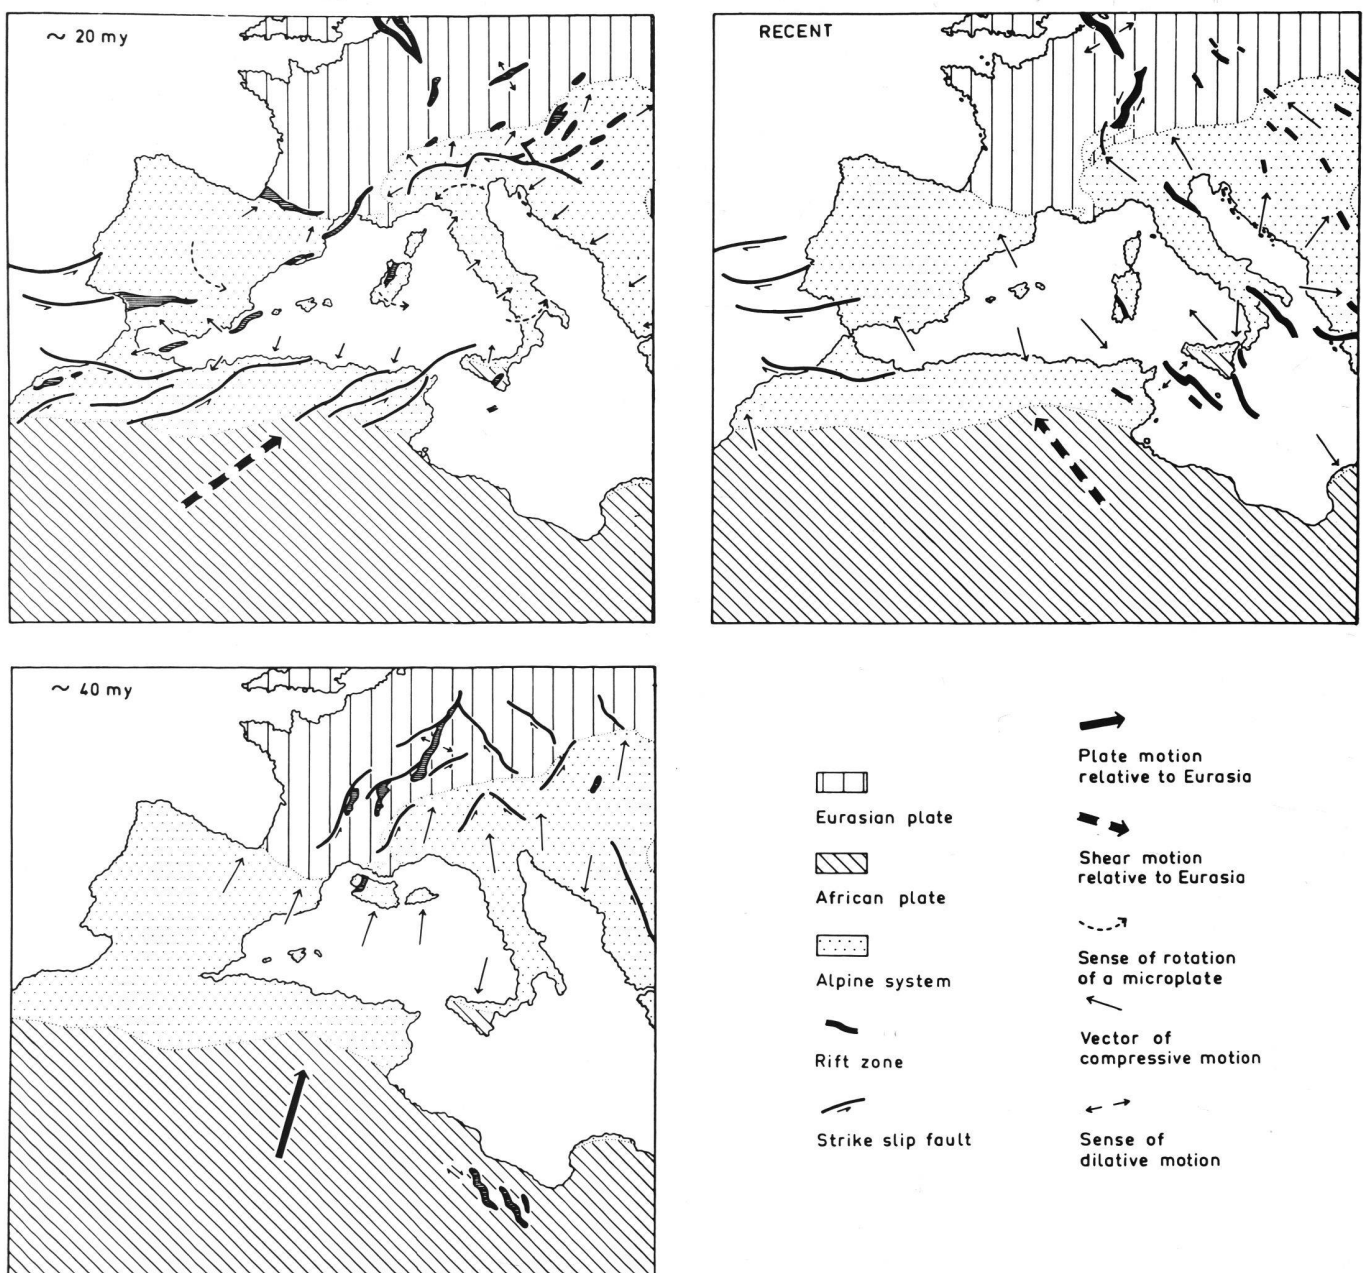 ~ 20 my
RECENT
~ 40 my
Eurasian plate
African plate
Alpine system
Rift zone
Strike slip fault
Plate motion
relative to Eurasia
Shear motion
relative to Eurasia
Sense of rotation
of a microplate
Vector of
compressive motion
Sense of
dilative motion